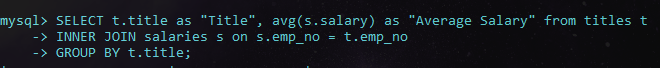 mysql> SELECT t.title as "Title", avg(s.salary) as "Average Salary" from titles t
    -> INNER JOIN salaries s on s.emp_no = t.emp_no
    -> GROUP BY t.title;